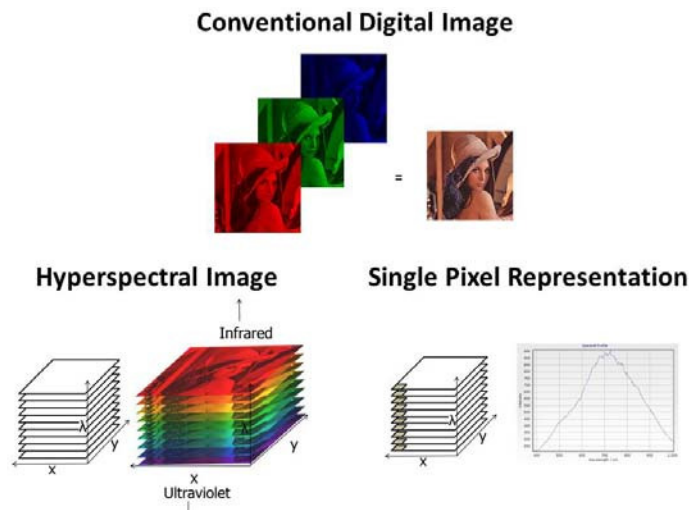 Conventional Digital Image
=
Hyperspectral Image
Single Pixel Representation
Infrared
λ
y
x
λ
y
x
Ultraviolet
λ
y
x